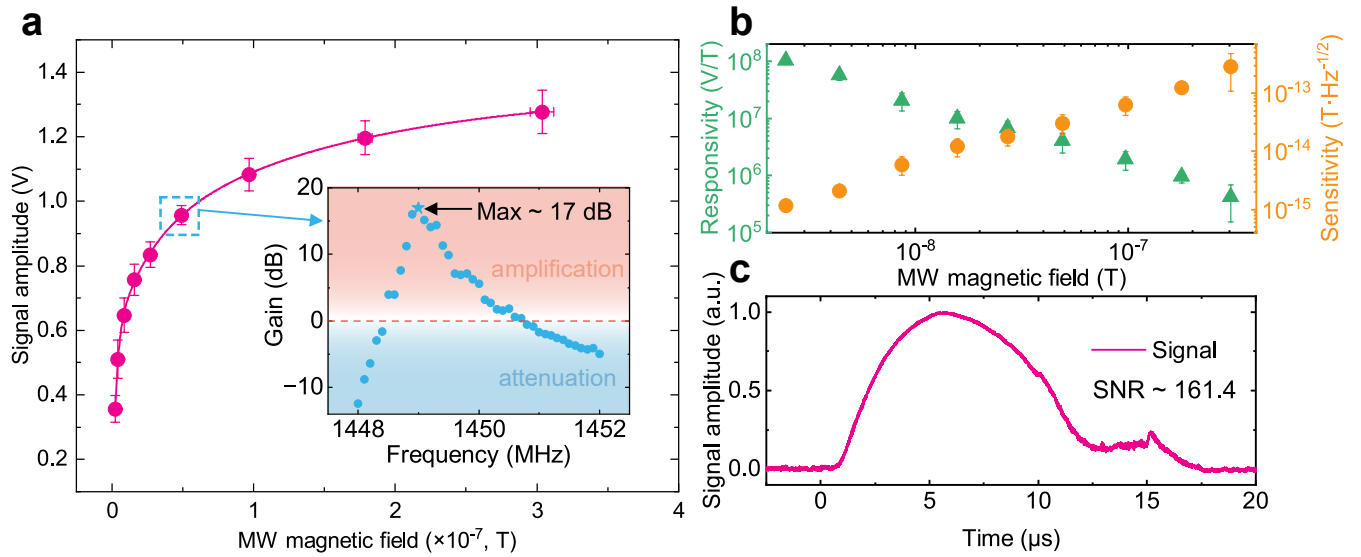 a
Signal amplitude (V)
1.4
1.2
1.0
0.8
0.6
0.4
0.2
0
1
2
3
4
MW magnetic field (×10⁻⁷, T)
Gain (dB)
20
10
0
−10
Max ~ 17 dB
amplification
attenuation
1448
1450
1452
Frequency (MHz)
b
Responsivity (V/T)
10⁸
10⁷
10⁶
10⁵
10⁻¹³
10⁻¹⁴
10⁻¹⁵
Sensitivity (T·Hz⁻¹/²)
10⁻⁸
10⁻⁷
MW magnetic field (T)
c
Signal amplitude (a.u.)
1.0
0.5
0.0
Signal
SNR ~ 161.4
0
5
10
15
20
Time (µs)